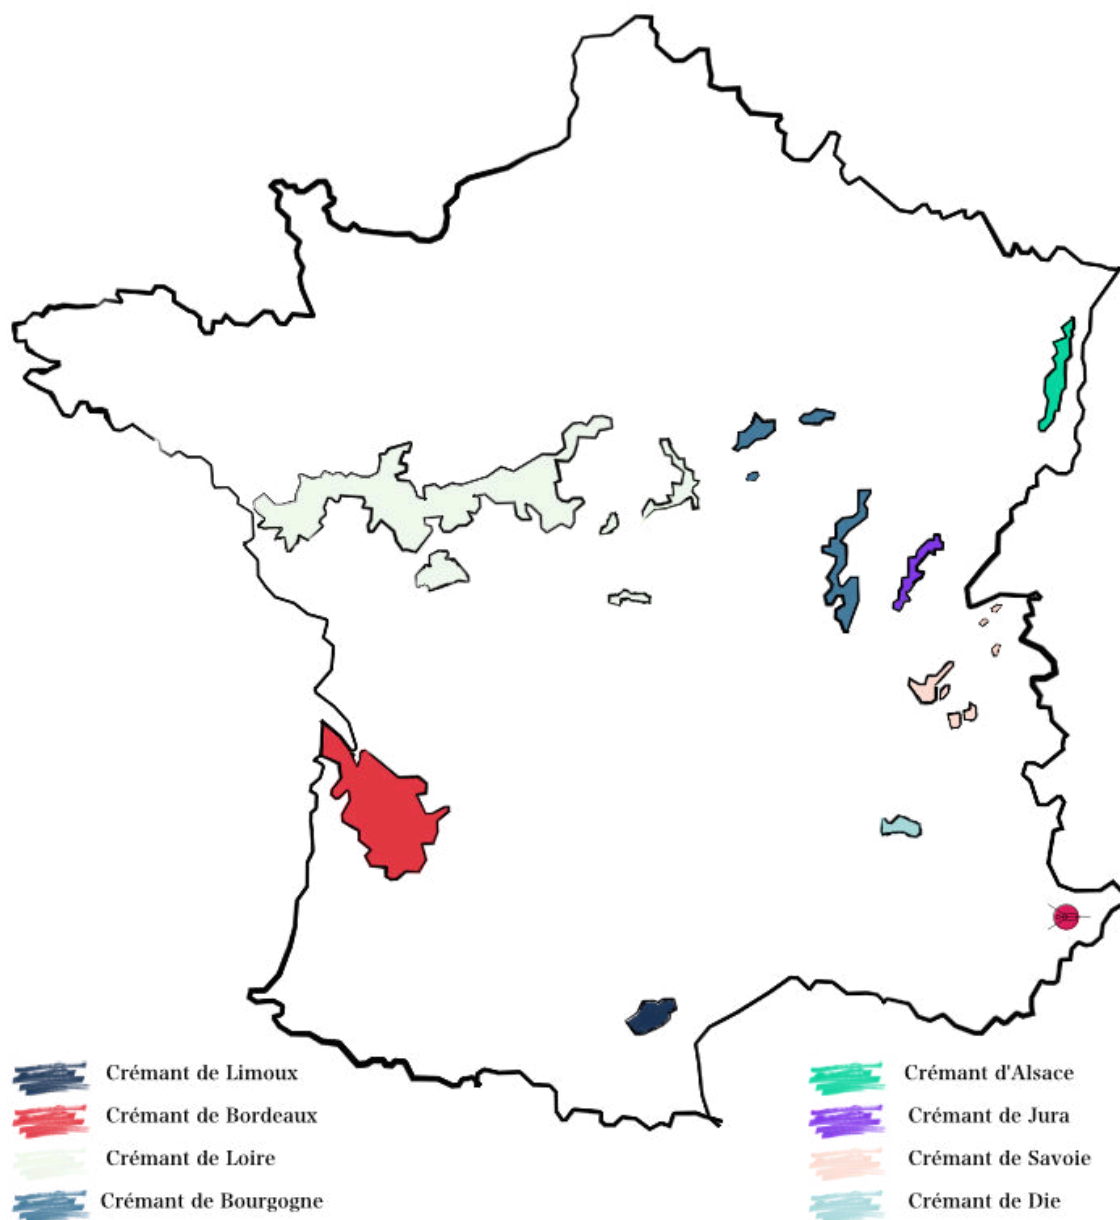 Crémant de Limoux
Crémant de Bordeaux
Crémant de Loire
Crémant de Bourgogne
Crémant d'Alsace
Crémant de Jura
Crémant de Savoie
Crémant de Die